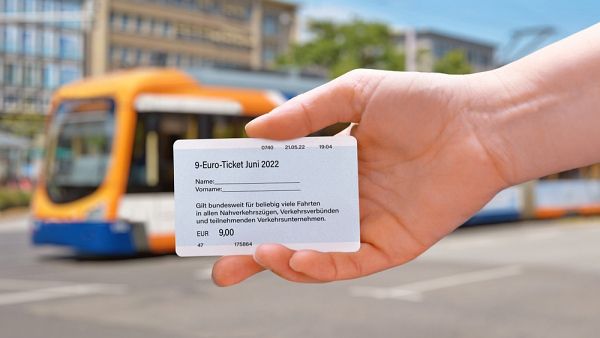 0740 21.05.22 19:04
9-Euro-Ticket Juni 2022
Name:
Vorname:
Gilt bundesweit für beliebig viele Fahrten
in allen Nahverkehrszügen, Verkehrsverbünden
und teilnehmenden Verkehrsunternehmen.
EUR 9,00
47 175864